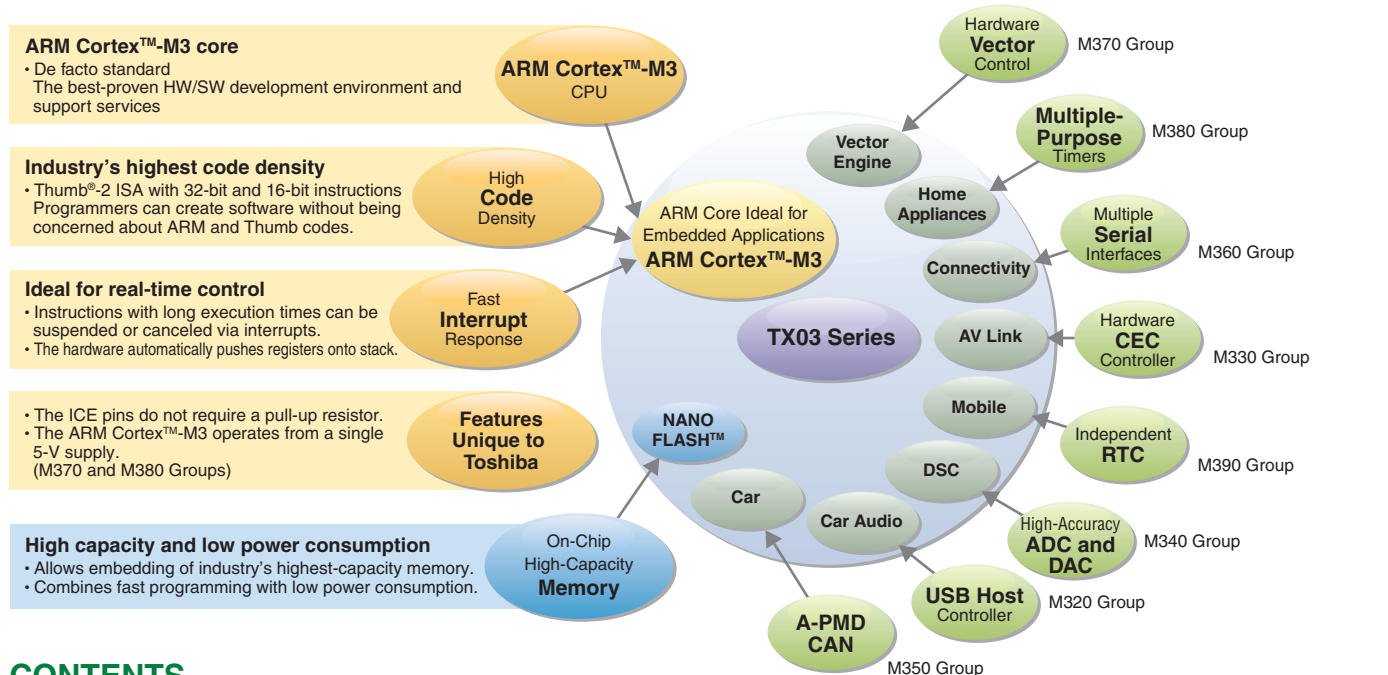 ARM Cortex™-M3 core
• De facto standard
The best-proven HW/SW development environment and
support services
ARM Cortex™-M3
CPU
Industry's highest code density
• Thumb®-2 ISA with 32-bit and 16-bit instructions
Programmers can create software without being
concerned about ARM and Thumb codes.
High
Code
Density
Ideal for real-time control
• Instructions with long execution times can be
suspended or canceled via interrupts.
• The hardware automatically pushes registers onto stack.
Fast
Interrupt
Response
• The ICE pins do not require a pull-up resistor.
• The ARM Cortex™-M3 operates from a single
5-V supply.
(M370 and M380 Groups)
Features
Unique to
Toshiba
High capacity and low power consumption
• Allows embedding of industry's highest-capacity memory.
• Combines fast programming with low power consumption.
On-Chip
High-Capacity
Memory
ARM Core Ideal for
Embedded Applications
ARM Cortex™-M3
TX03 Series
NANO
FLASH™
Vector
Engine
Home
Appliances
Connectivity
AV Link
Mobile
DSC
Car Audio
Car
Hardware
Vector
Control
M370 Group
Multiple-
Purpose
Timers
M380 Group
Multiple
Serial
Interfaces
M360 Group
Hardware
CEC
Controller
M330 Group
Independent
RTC
M390 Group
High-Accuracy
ADC and
DAC
M340 Group
USB Host
Controller
M320 Group
A-PMD
CAN
M350 Group
CONTENTS